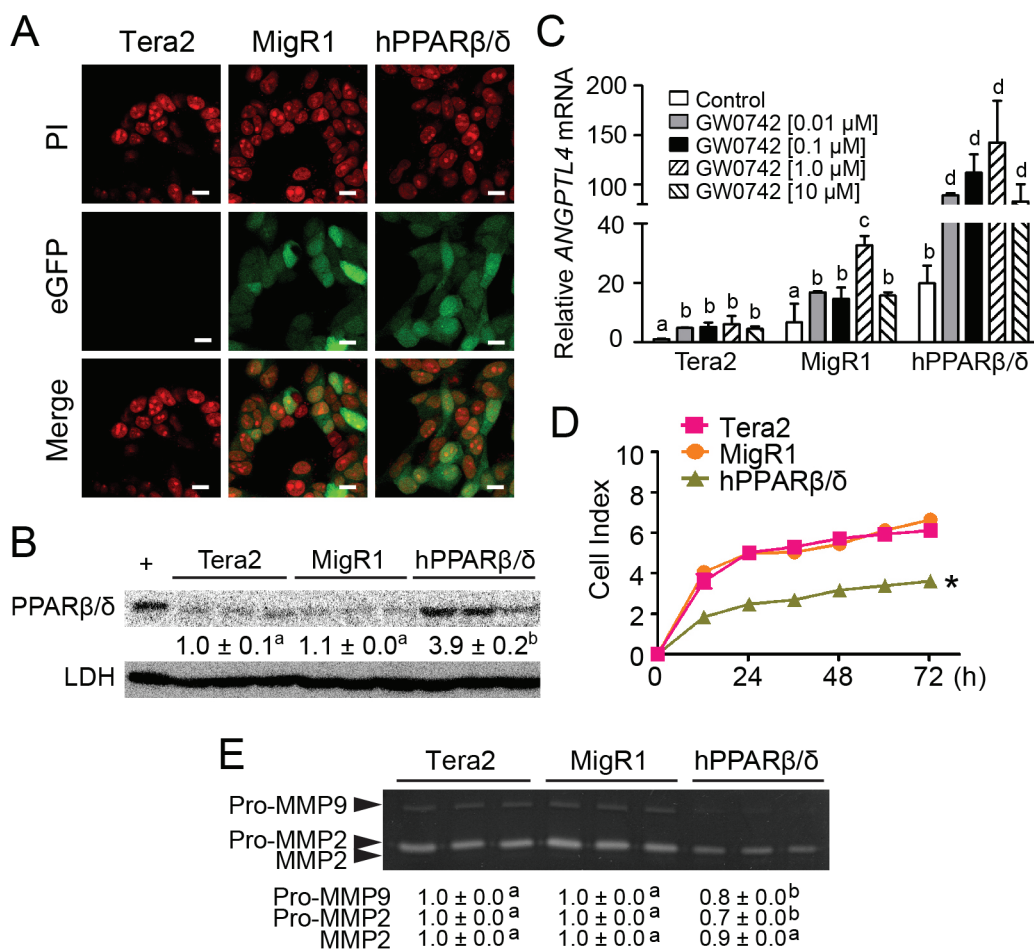 A
Tera2 MigR1 hPPARβ/δ
PI
eGFP
Merge
B
+ Tera2 MigR1 hPPARβ/δ
PPARβ/δ
1.0 ± 0.1a 1.1 ± 0.0a 3.9 ± 0.2b
LDH
C
Relative ANGPTL4 mRNA
200
150
100
40
20
0
Control
GW0742 [0.01 µM]
GW0742 [0.1 µM]
GW0742 [1.0 µM]
GW0742 [10 µM]
a b b b b a b b c b b d d d d
Tera2 MigR1 hPPARβ/δ
D
Tera2
MigR1
hPPARβ/δ
Cell Index
10
8
6
4
2
0
*
0 24 48 72 (h)
E
Tera2 MigR1 hPPARβ/δ
Pro-MMP9
Pro-MMP2
MMP2
Pro-MMP9 1.0 ± 0.0a 1.0 ± 0.0a 0.8 ± 0.0b
Pro-MMP2 1.0 ± 0.0a 1.0 ± 0.0a 0.7 ± 0.0b
MMP2 1.0 ± 0.0a 1.0 ± 0.0a 0.9 ± 0.0a